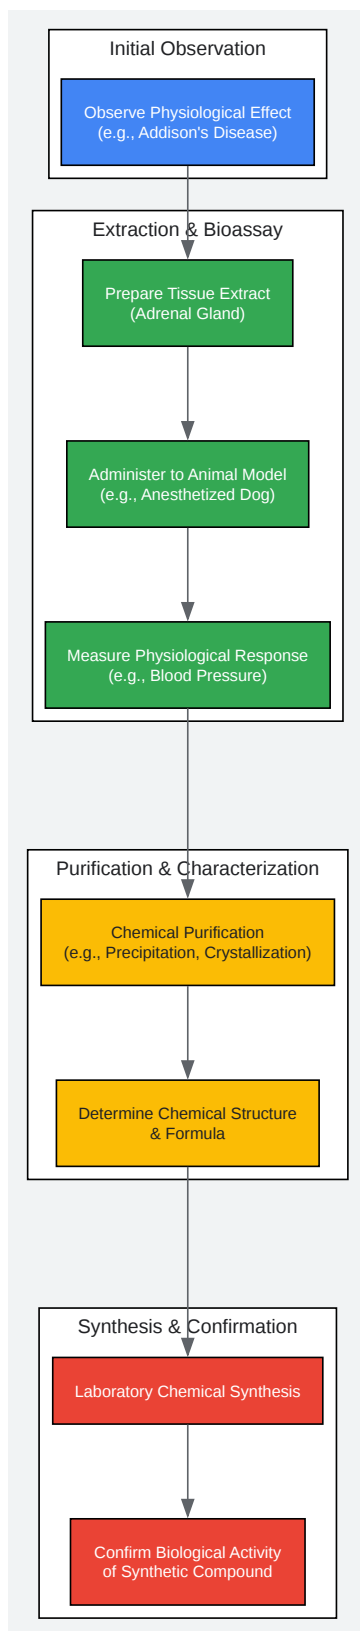 Initial Observation
Observe Physiological Effect
(e.g., Addison's Disease)
Extraction & Bioassay
Prepare Tissue Extract
(Adrenal Gland)
Administer to Animal Model
(e.g., Anesthetized Dog)
Measure Physiological Response
(e.g., Blood Pressure)
Purification & Characterization
Chemical Purification
(e.g., Precipitation, Crystallization)
Determine Chemical Structure
& Formula
Synthesis & Confirmation
Laboratory Chemical Synthesis
Confirm Biological Activity
of Synthetic Compound